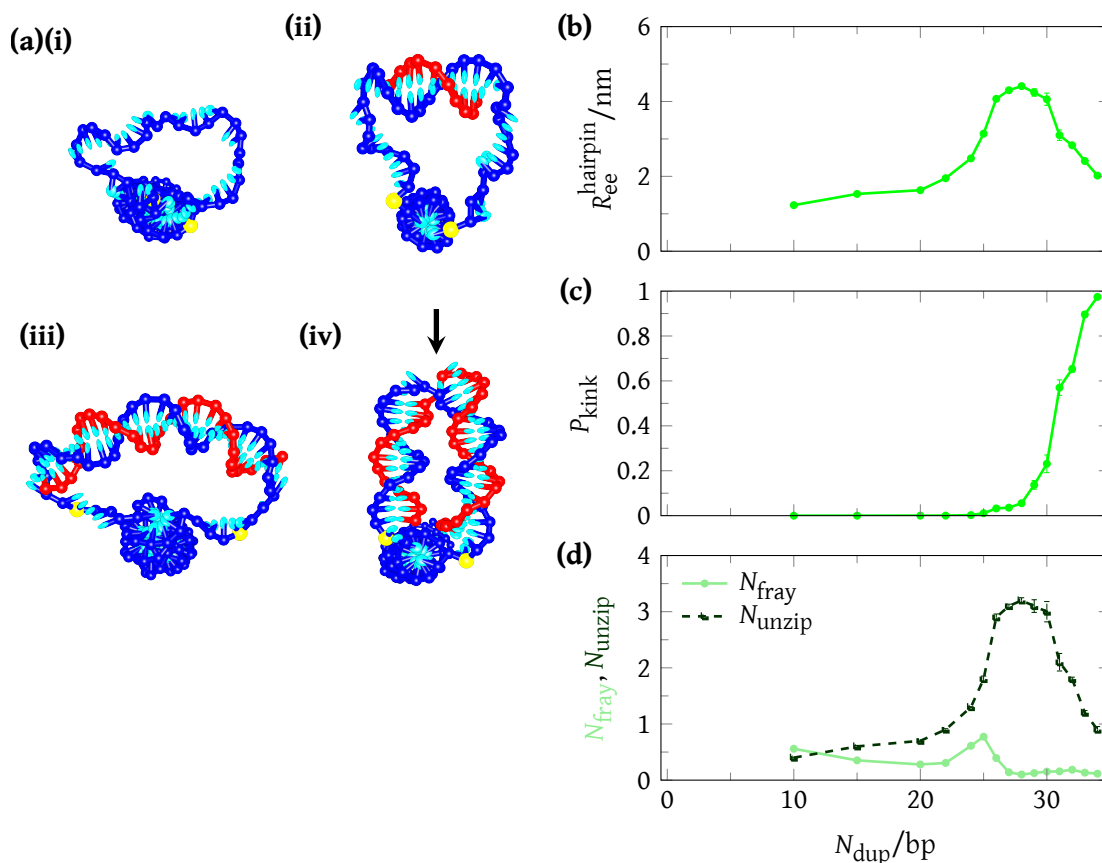 (a)(i)
(ii)
(iii)
(iv)
(b)
R_ee^hairpin/nm
6
4
2
0
(c)
P_kink
1
0.8
0.6
0.4
0.2
0
(d)
N_fray, N_unzip
4
3
2
1
0
N_fray
N_unzip
0 10 20 30
N_dup/bp